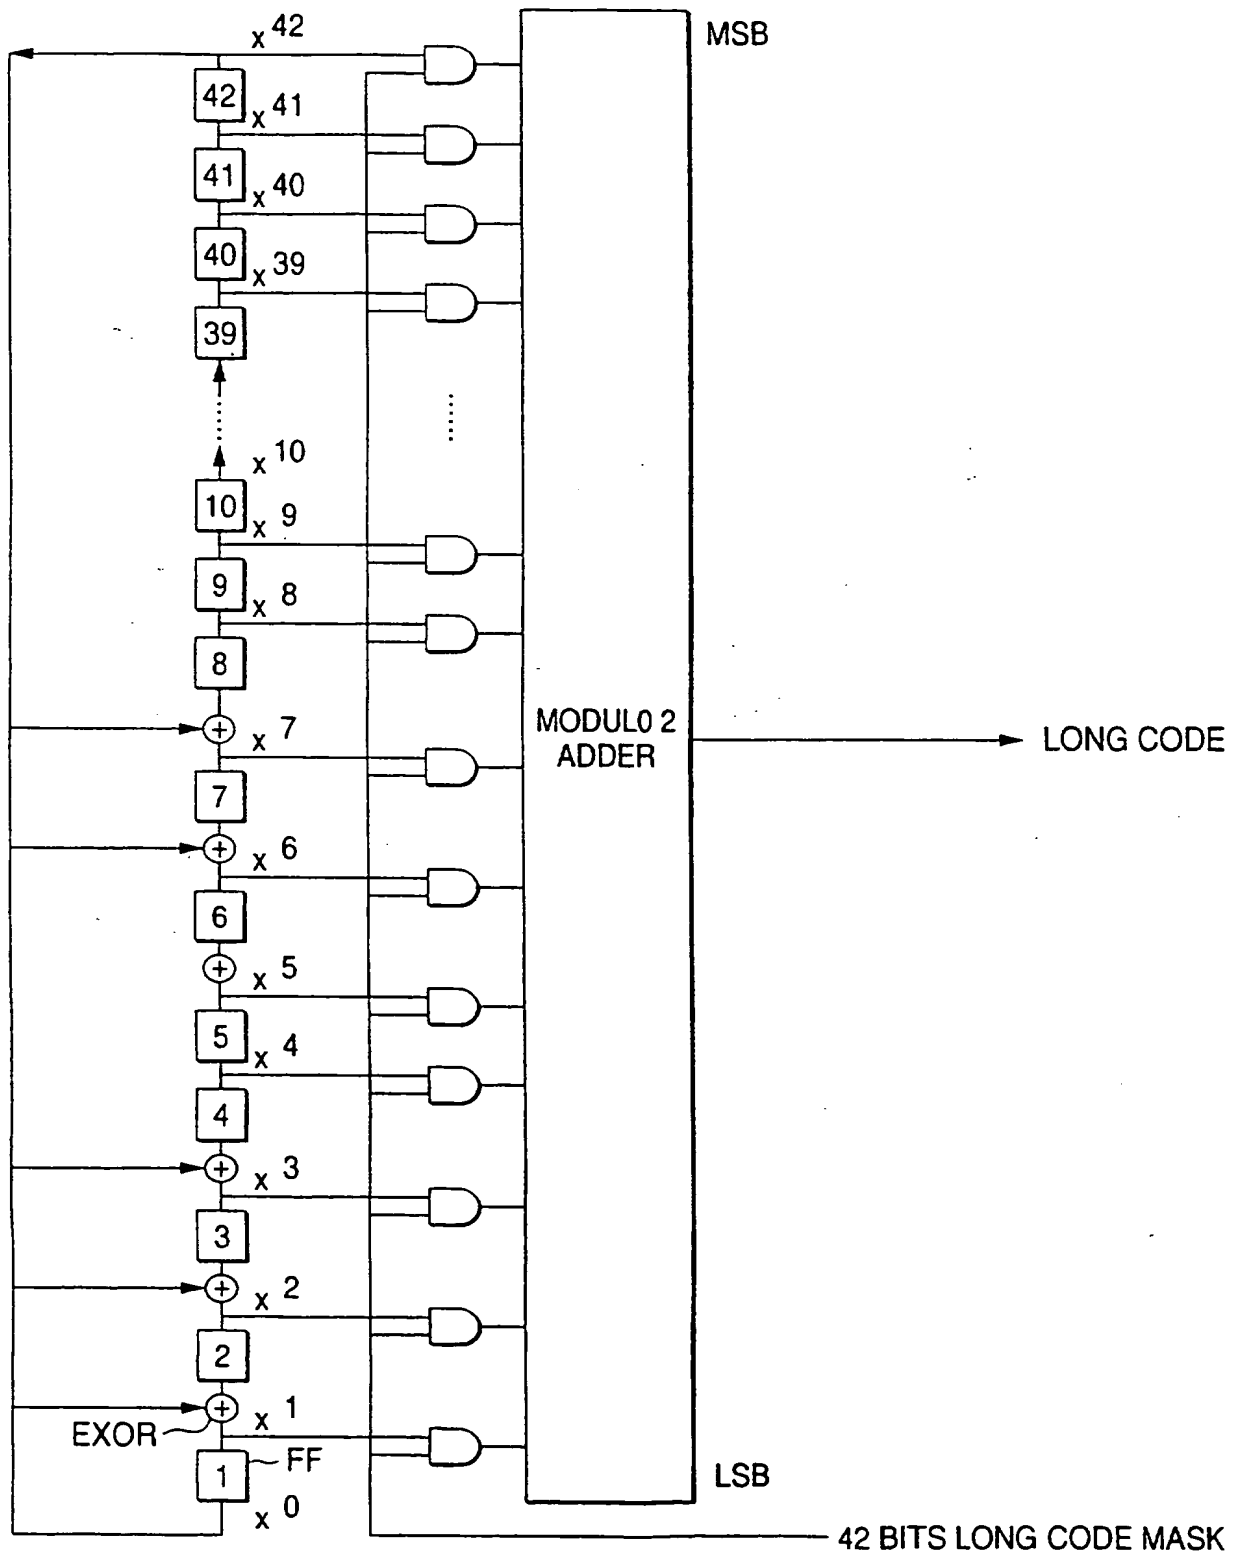 x 42
MSB
42
x 41
41
x 40
40
x 39
39
x 10
10
x 9
9
x 8
8
x 7
MODULO 2
ADDER
LONG CODE
7
x 6
6
x 5
5
x 4
4
x 3
3
x 2
2
x 1
EXOR
FF
1
LSB
x 0
42 BITS LONG CODE MASK